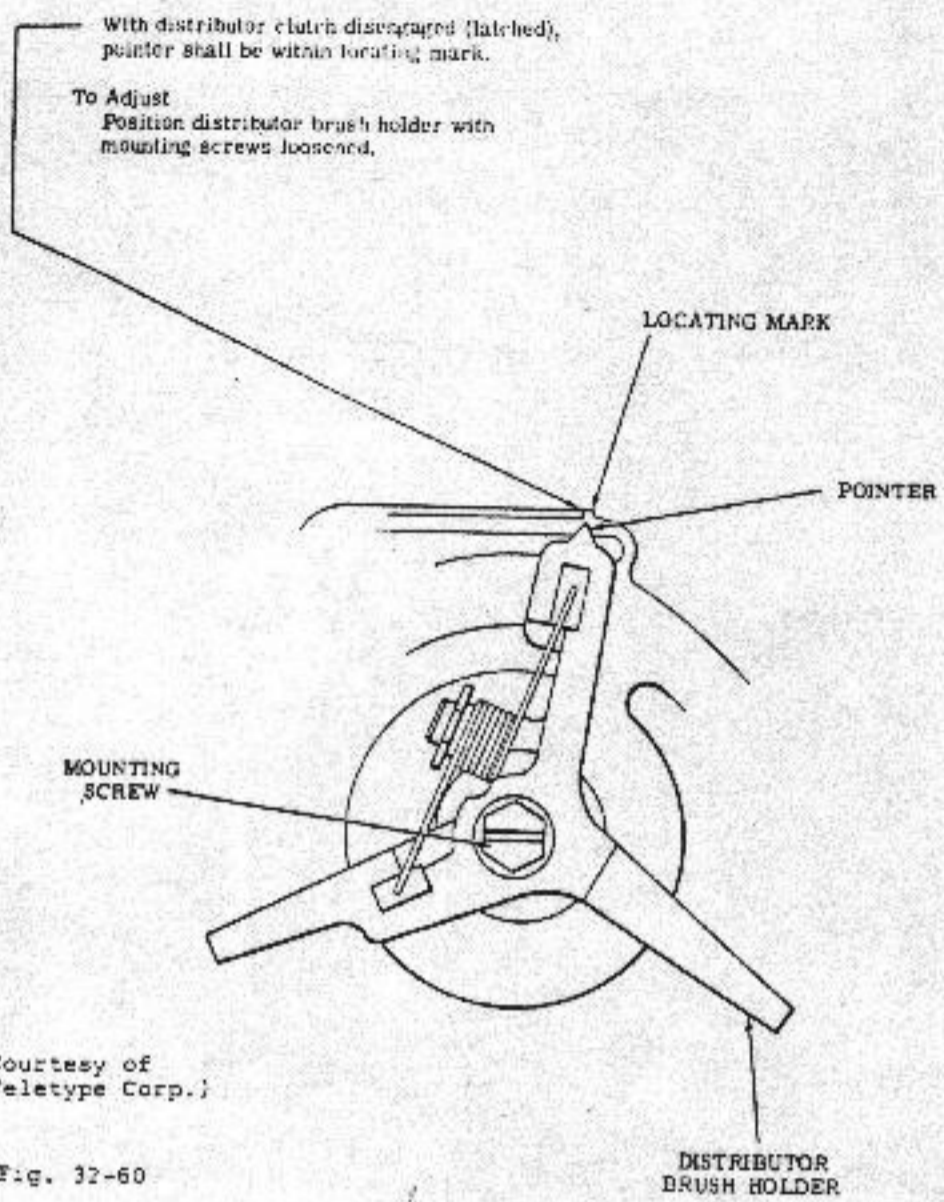 With distributor clutch disengaged (latched),
pointer shall be within locating mark.
To Adjust
Position distributor brush holder with
mounting screws loosened.
LOCATING MARK
POINTER
MOUNTING
SCREW
ourtesy of
eletype Corp.)
Fig. 32-60
DISTRIBUTOR
BRUSH HOLDER